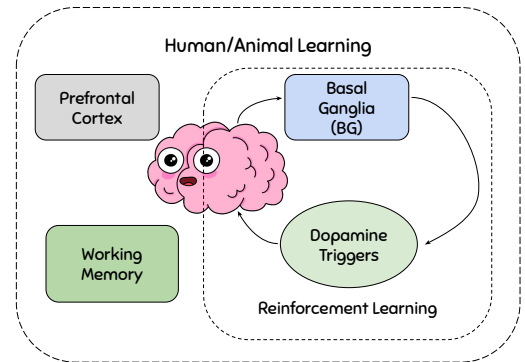 Human/Animal Learning
Prefrontal
Cortex
Basal
Ganglia
(BG)
Working
Memory
Dopamine
Triggers
Reinforcement Learning